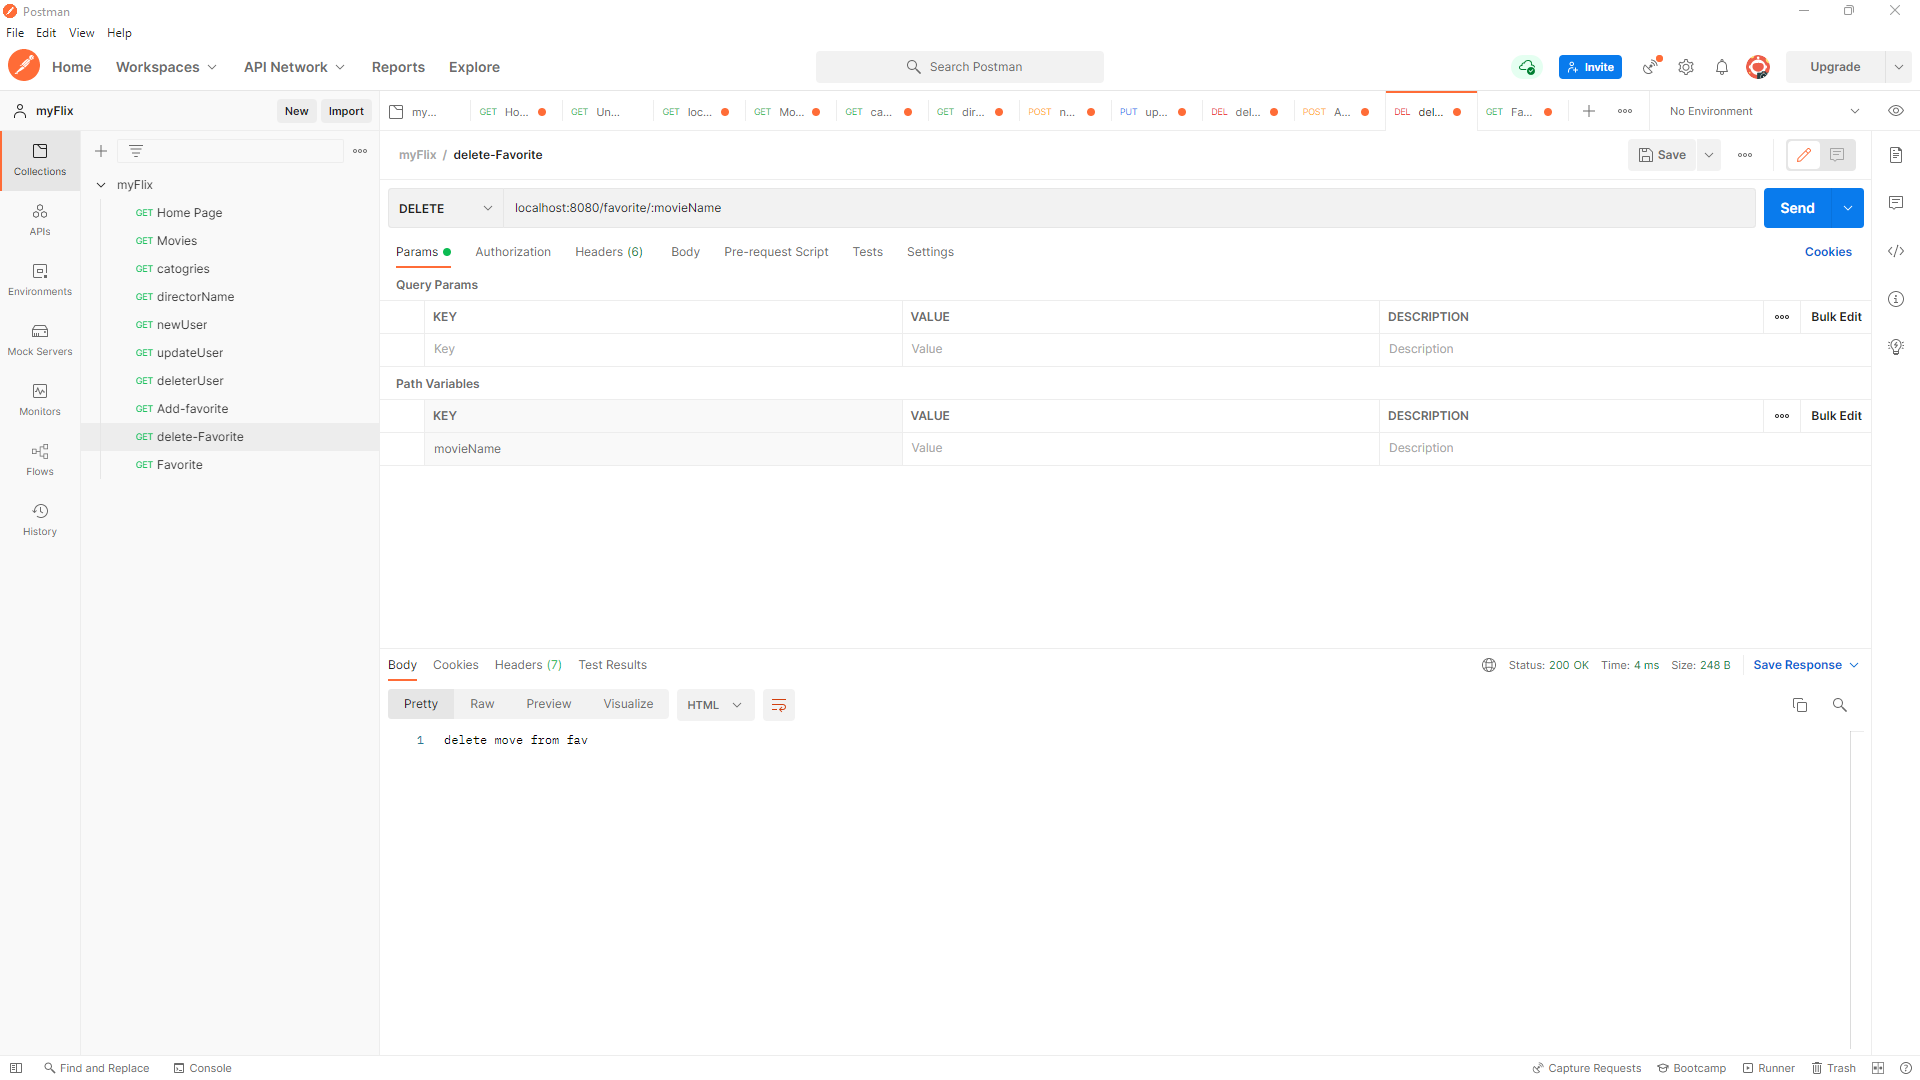 Postman
File Edit View Help
Home Workspaces API Network Reports Explore Search Postman Invite Upgrade
myFlix New Import my... GET Ho... GET Un... GET loc... GET Mo... GET ca... GET dir... POST n... PUT up... DEL del... POST A... DEL del... GET Fa... No Environment
Collections
APIs
Environments
Mock Servers
Monitors
Flows
History
myFlix
GET Home Page
GET Movies
GET catogries
GET directorName
GET newUser
GET updateUser
GET deleterUser
GET Add-favorite
GET delete-Favorite
GET Favorite
myFlix / delete-Favorite Save
DELETE localhost:8080/favorite/:movieName Send
Params Authorization Headers (6) Body Pre-request Script Tests Settings Cookies
Query Params
KEY VALUE DESCRIPTION Bulk Edit
Key Value Description
Path Variables
KEY VALUE DESCRIPTION Bulk Edit
movieName Value Description
Body Cookies Headers (7) Test Results Status: 200 OK Time: 4 ms Size: 248 B Save Response
Pretty Raw Preview Visualize HTML
1 delete move from fav
Find and Replace Console Capture Requests Bootcamp Runner Trash